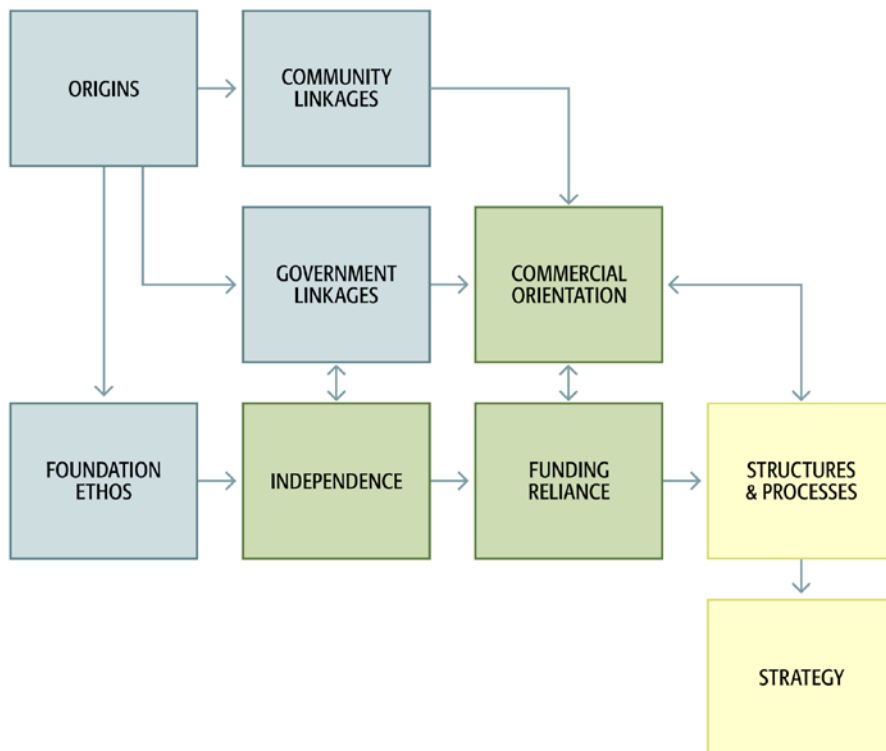 ORIGINS
COMMUNITY
LINKAGES
GOVERNMENT
LINKAGES
COMMERCIAL
ORIENTATION
FOUNDATION
ETHOS
INDEPENDENCE
FUNDING
RELIANCE
STRUCTURES
& PROCESSES
STRATEGY